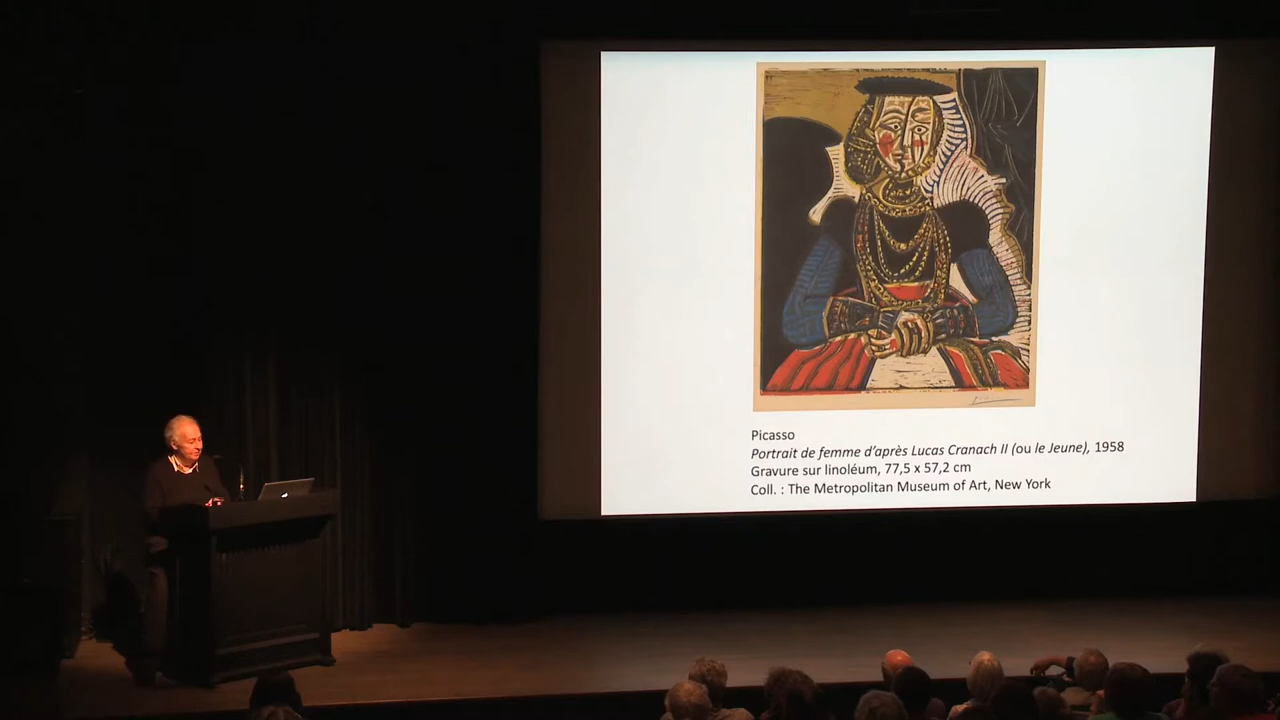 Picasso
Portrait de femme d'après Lucas Cranach II (ou le Jeune), 1958
Gravure sur linoléum, 77,5 x 57,2 cm
Coll. : The Metropolitan Museum of Art, New York